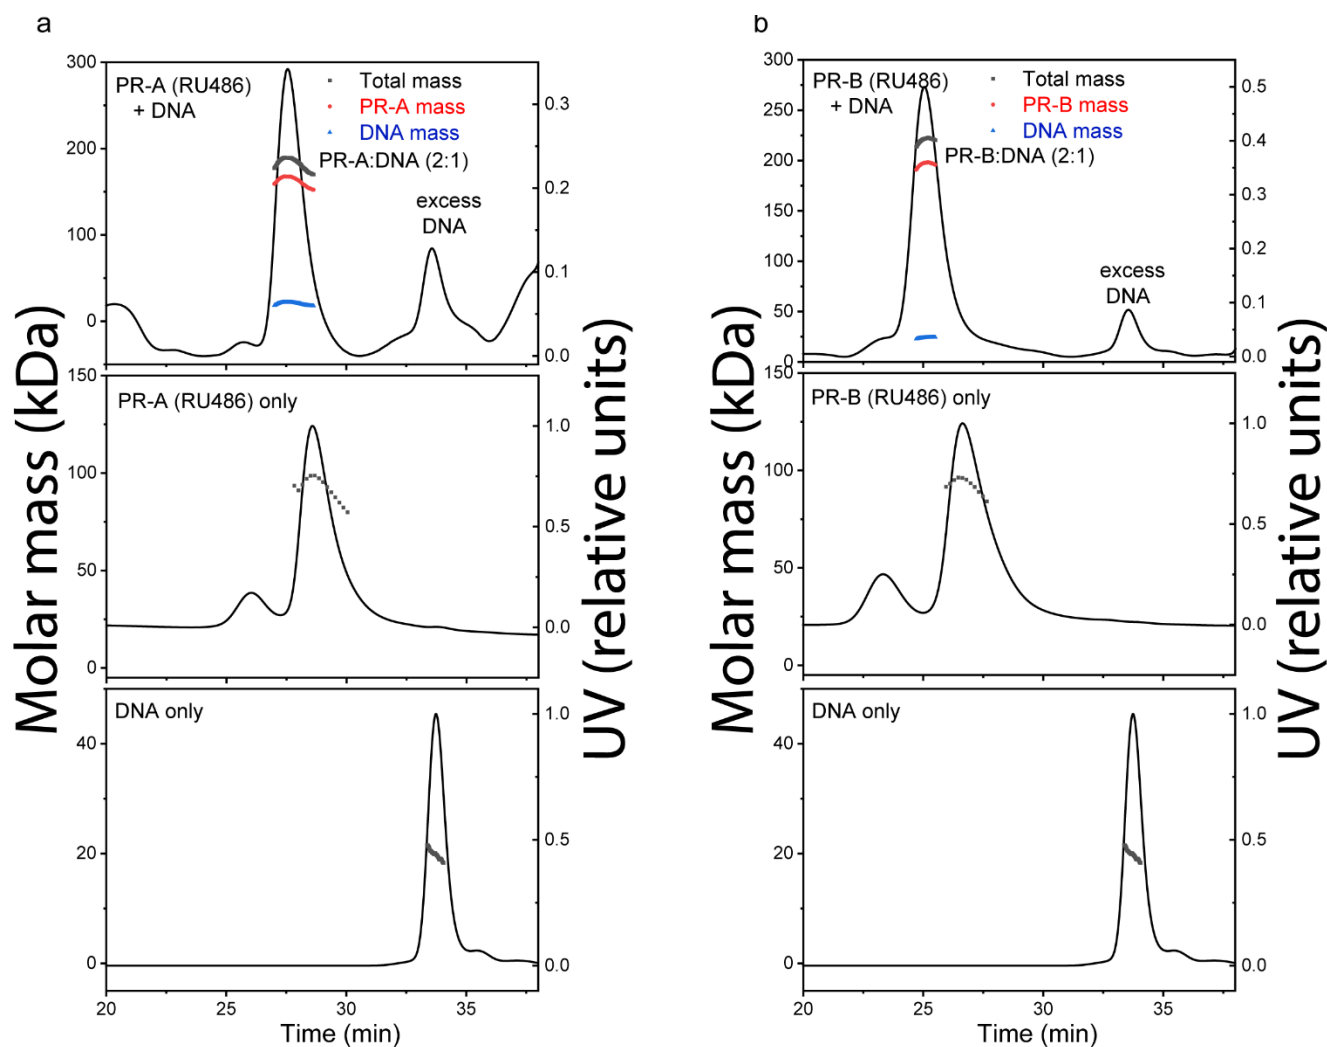 a
300
200
100
0
PR-A (RU486)
+ DNA
Total mass
PR-A mass
DNA mass
PR-A:DNA (2:1)
excess
DNA
0.3
0.2
0.1
0.0
150
100
50
0
PR-A (RU486) only
1.0
0.5
0.0
40
20
0
DNA only
1.0
0.5
0.0
20
25
30
35
Time (min)
Molar mass (kDa)
UV (relative units)
b
300
250
200
150
100
50
0
PR-B (RU486)
+ DNA
Total mass
PR-B mass
DNA mass
PR-B:DNA (2:1)
excess
DNA
0.5
0.4
0.3
0.2
0.1
0.0
150
100
50
0
PR-B (RU486) only
1.0
0.5
0.0
40
20
0
DNA only
1.0
0.5
0.0
20
25
30
35
Time (min)
Molar mass (kDa)
UV (relative units)